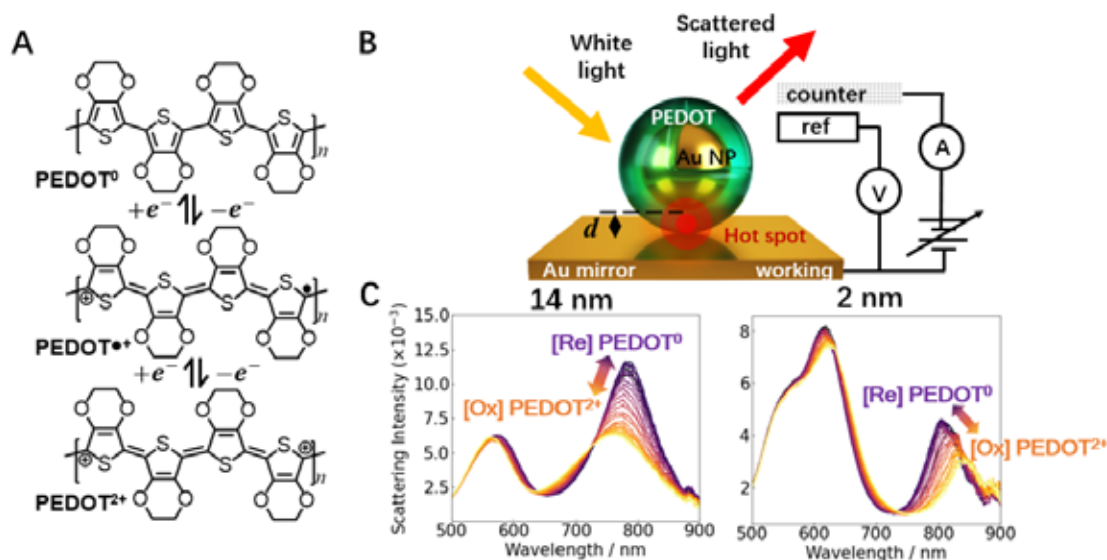 A
S
S
S
S
O
O
O
O
O
O
O
O
n
PEDOT⁰
+e⁻ -e⁻
S
S
S
S
O
O
O
O
O
O
O
O
n
PEDOT•⁺
+e⁻ -e⁻
S
S
S
S
O
O
O
O
O
O
O
O
n
PEDOT²⁺
B
White
light
Scattered
light
PEDOT
Au NP
d
Hot spot
Au mirror
working
counter
ref
V
A
C
14 nm
15.0
12.5
10.0
7.5
5.0
2.5
Scattering Intensity (×10⁻³)
[Re] PEDOT⁰
[Ox] PEDOT²⁺
500 600 700 800 900
Wavelength / nm
2 nm
8
6
4
2
[Re] PEDOT⁰
[Ox] PEDOT²⁺
500 600 700 800 900
Wavelength / nm